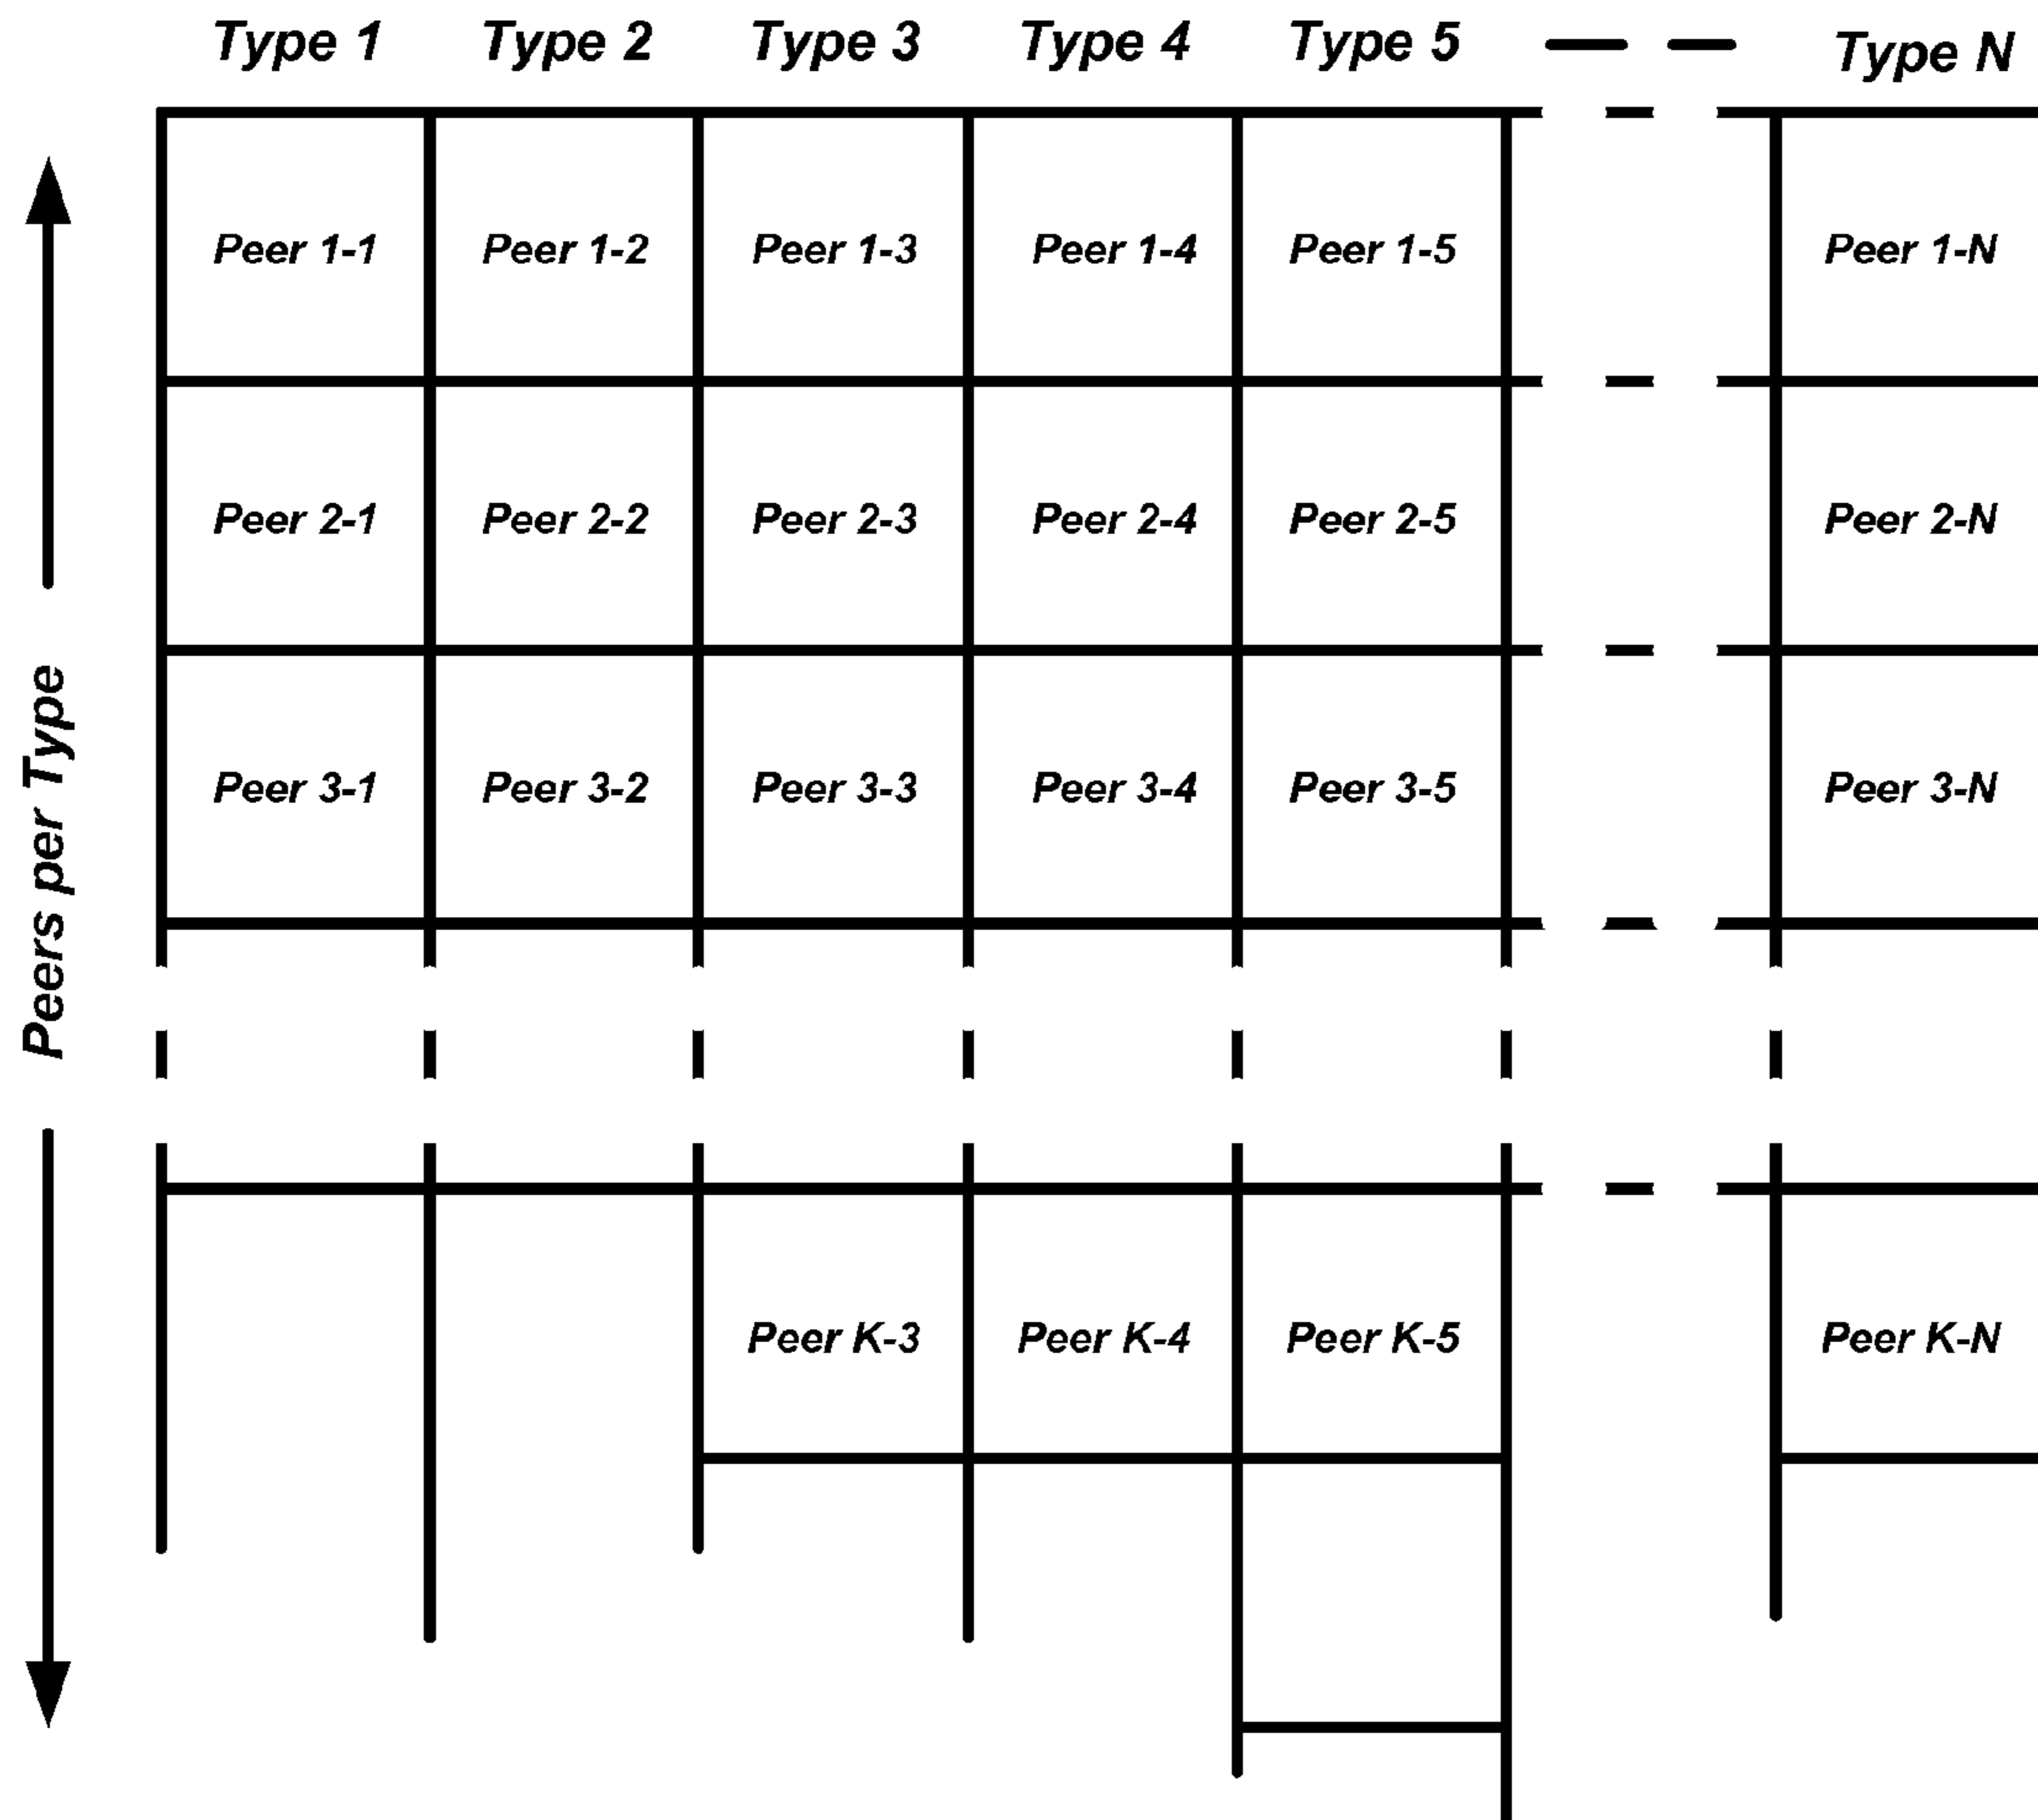 Type 1 Type 2 Type 3 Type 4 Type 5 Type N
Peer 1-1 Peer 1-2 Peer 1-3 Peer 1-4 Peer 1-5 Peer 1-N
Peer 2-1 Peer 2-2 Peer 2-3 Peer 2-4 Peer 2-5 Peer 2-N
Peers per Type
Peer 3-1 Peer 3-2 Peer 3-3 Peer 3-4 Peer 3-5 Peer 3-N
Peer K-3 Peer K-4 Peer K-5 Peer K-N